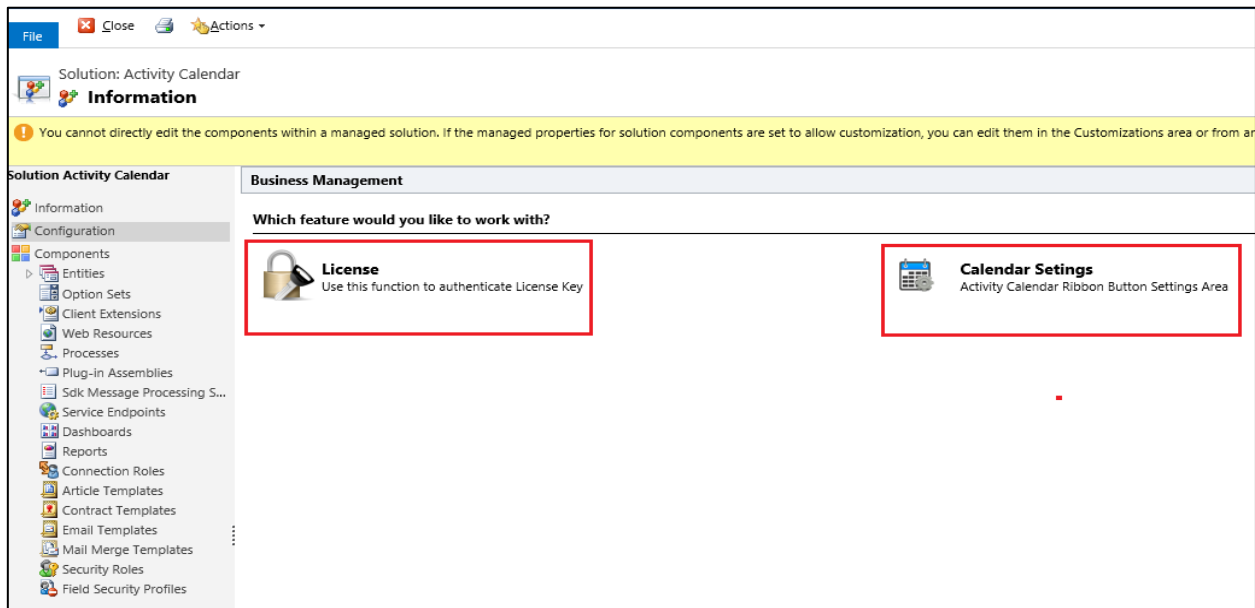 File
Close
Actions
Solution: Activity Calendar
Information
You cannot directly edit the components within a managed solution. If the managed properties for solution components are set to allow customization, you can edit them in the Customizations area or from
Solution Activity Calendar
Information
Configuration
Components
Entities
Option Sets
Client Extensions
Web Resources
Processes
Plug-in Assemblies
Sdk Message Processing S...
Service Endpoints
Dashboards
Reports
Connection Roles
Article Templates
Contract Templates
Email Templates
Mail Merge Templates
Security Roles
Field Security Profiles
Business Management
Which feature would you like to work with?
License
Use this function to authenticate License Key
Calendar Setings
Activity Calendar Ribbon Button Settings Area